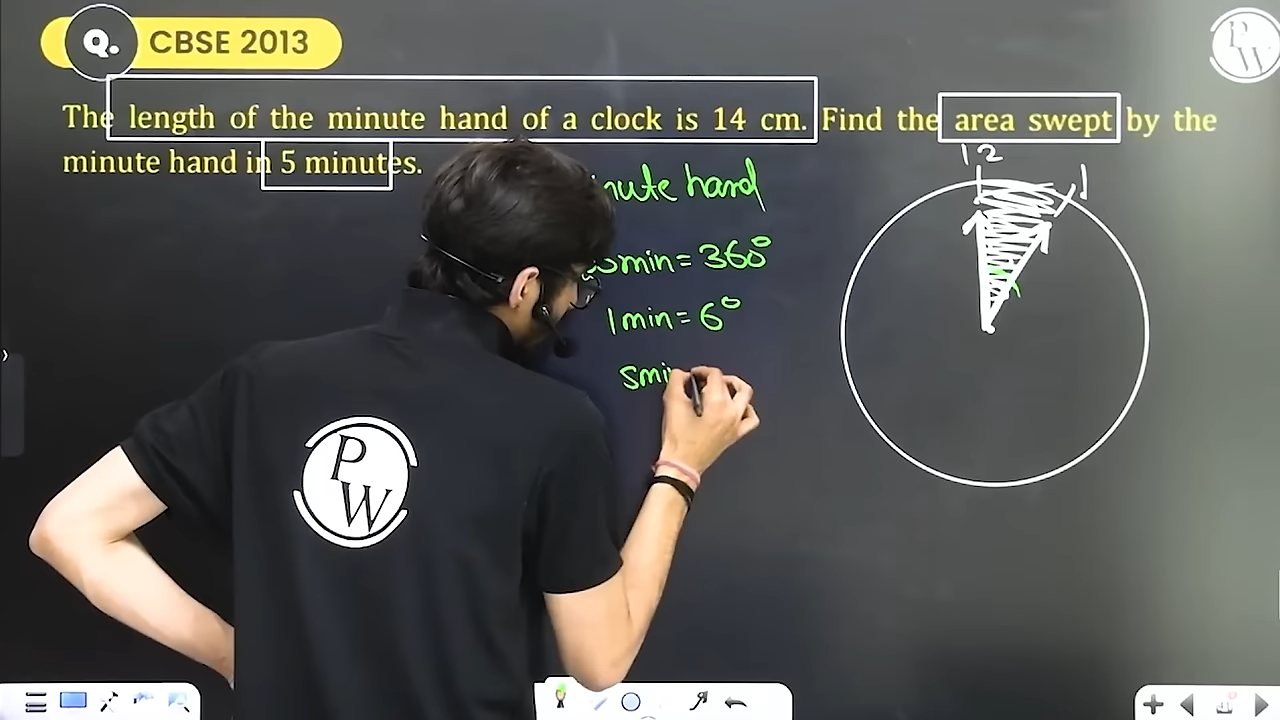 Q. CBSE 2013
The length of the minute hand of a clock is 14 cm. Find the area swept by the
minute hand in 5 minutes.
12
1
nute hand
min = 360°
1 min = 6°
5mi
P
W
P
W